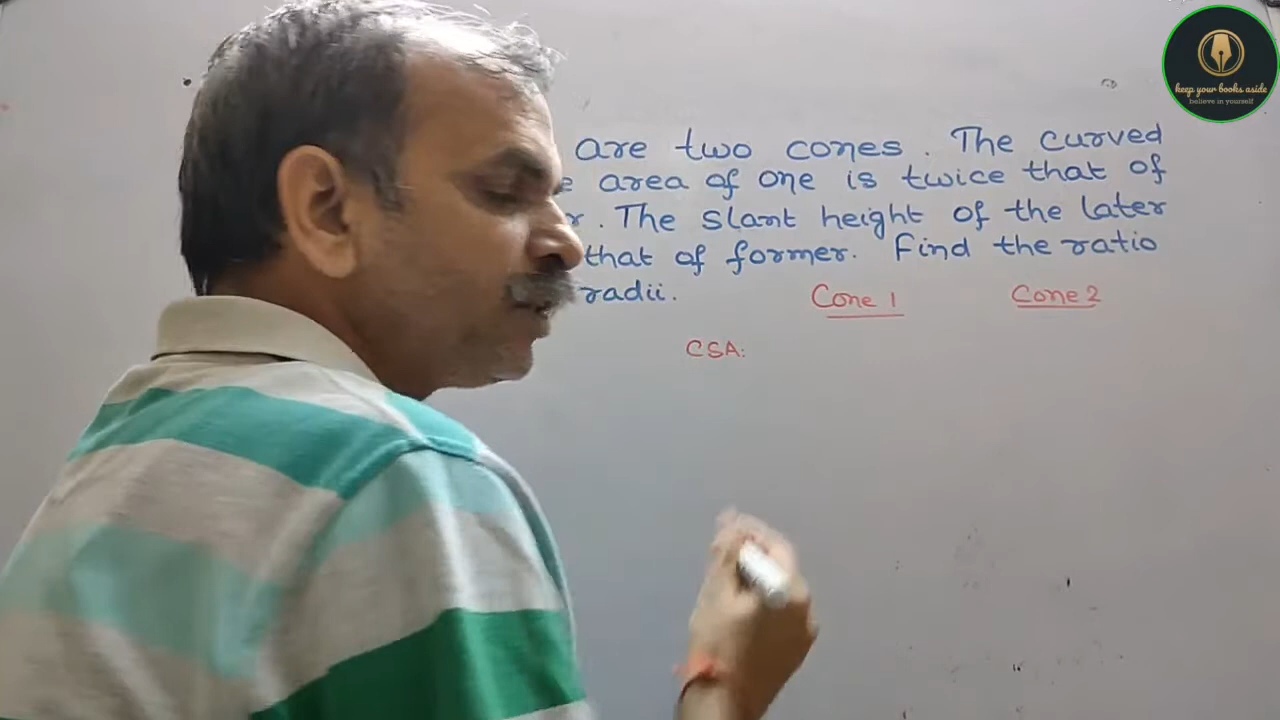 are two cones. The curved
area of one is twice that of
The slant height of the later
that of former. Find the ratio
radii.
Cone 1 Cone 2
CSA:
keep your books aside
believe in yourself